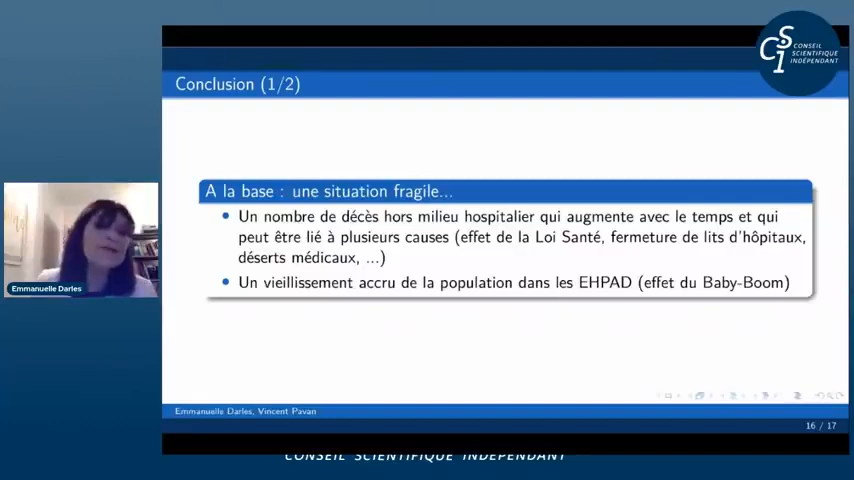 CSI
CONSEIL
SCIENTIFIQUE
INDÉPENDANT
Conclusion (1/2)
A la base : une situation fragile...
• Un nombre de décès hors milieu hospitalier qui augmente avec le temps et qui
peut être lié à plusieurs causes (effet de la Loi Santé, fermeture de lits d'hôpitaux,
déserts médicaux, ...)
• Un vieillissement accru de la population dans les EHPAD (effet du Baby-Boom)
Emmanuelle Darles
Emmanuelle Darles, Vincent Pavan
16 / 17
CONSEIL SCIENTIFIQUE INDÉPENDANT